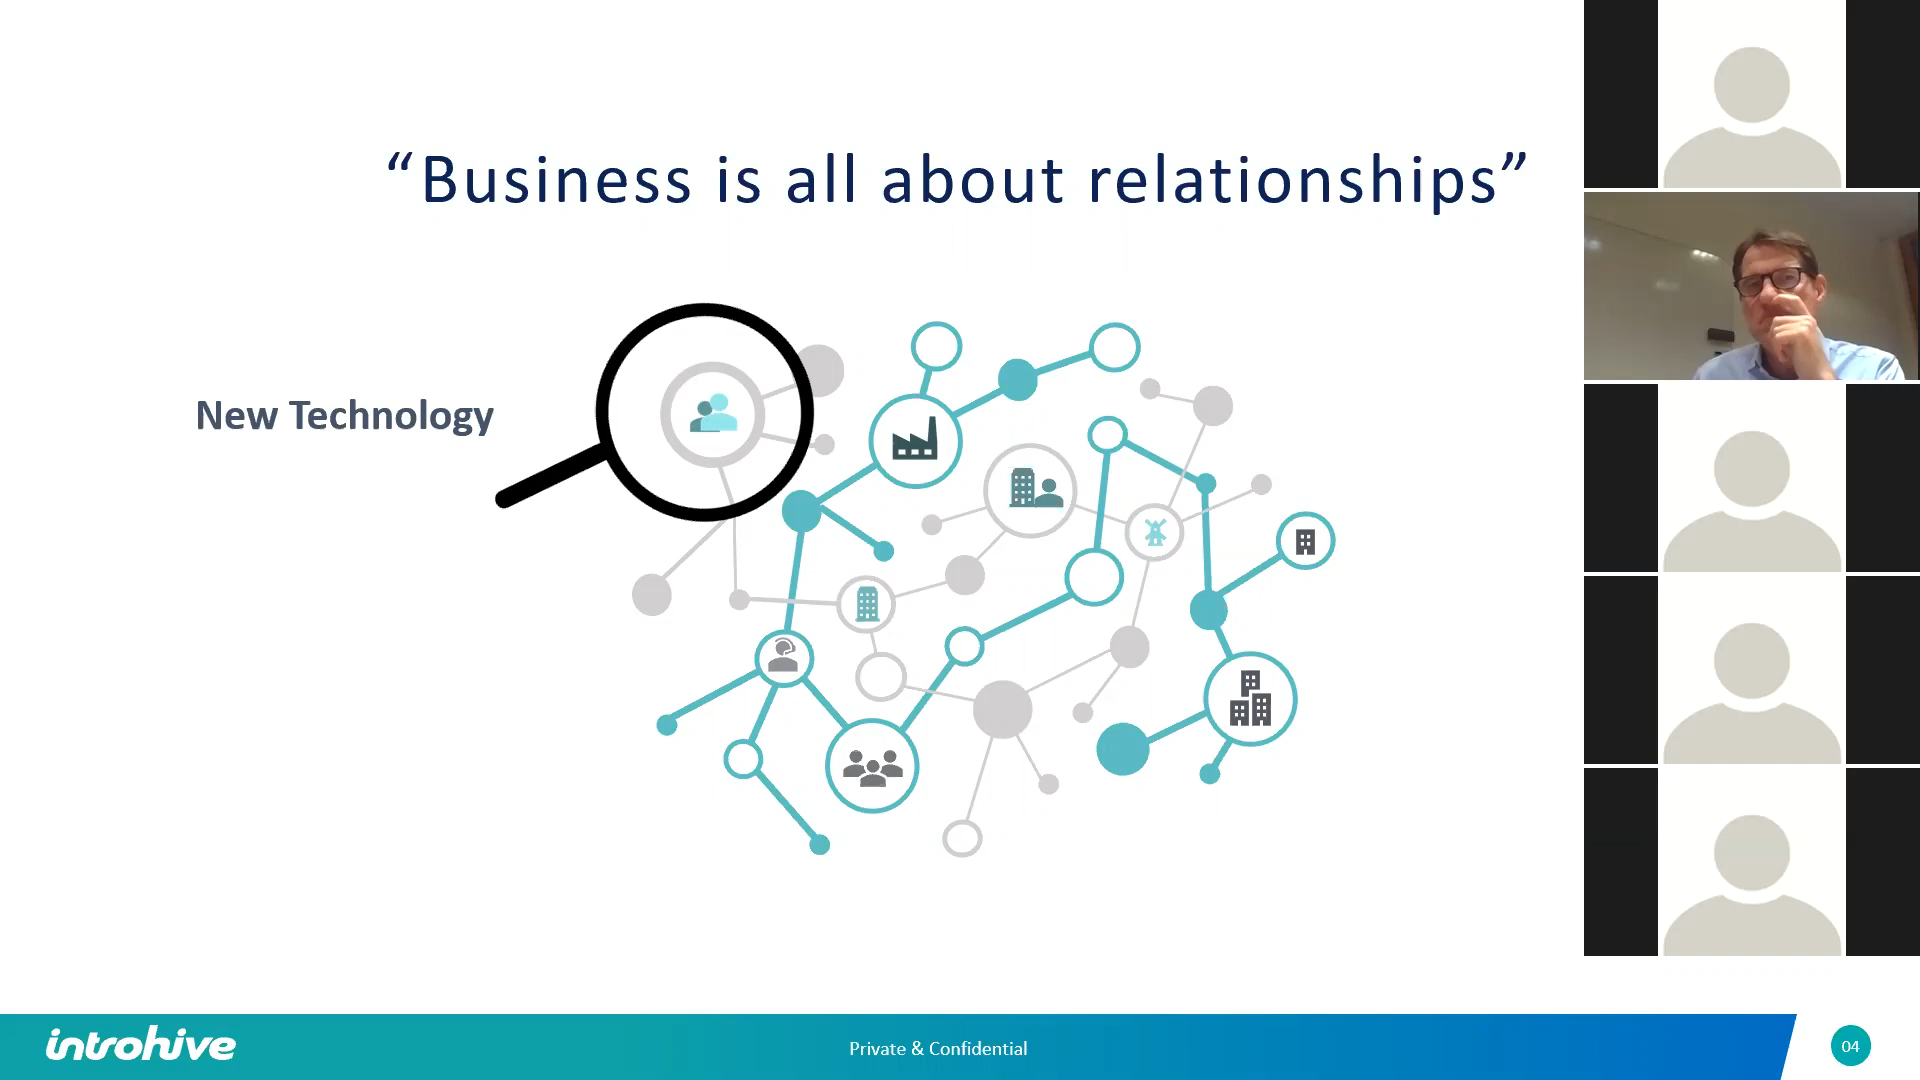 “Business is all about relationships”
New Technology
introhive
Private & Confidential
04